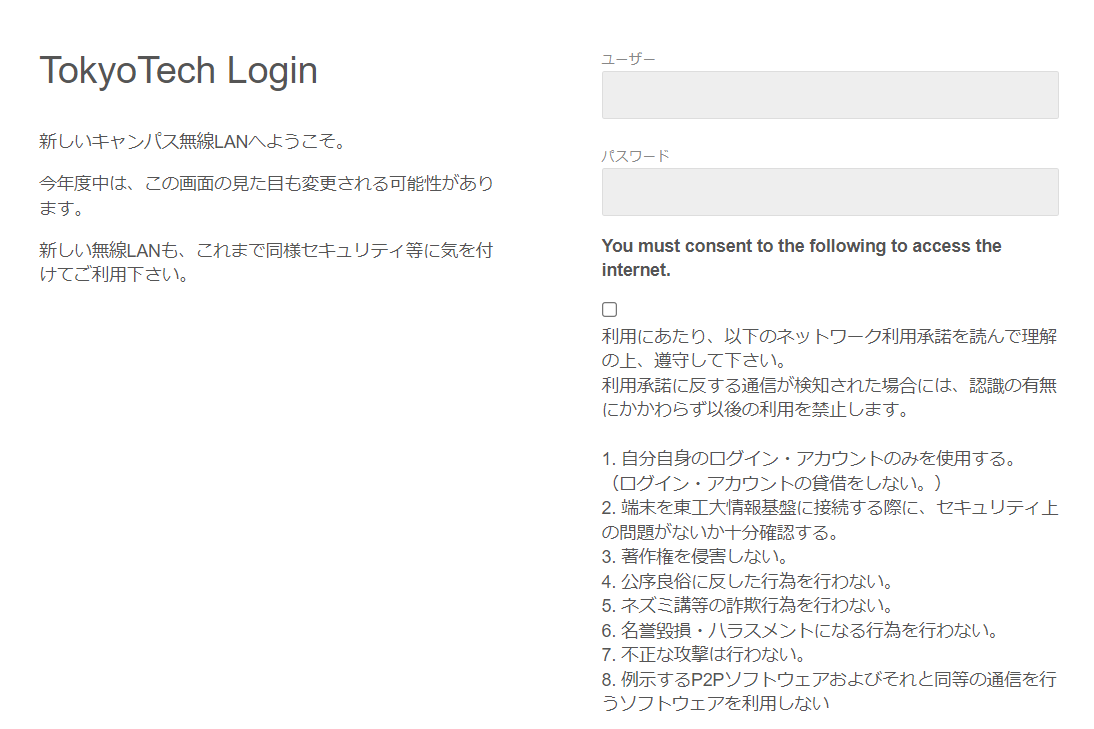 TokyoTech Login
新しいキャンパス無線LANへようこそ。
今年度中は、この画面の見た目も変更される可能性があり
ます。
新しい無線LANも、これまで同様セキュリティ等に気を付
けてご利用下さい。
ユーザー
パスワード
You must consent to the following to access the
internet.
利用にあたり、以下のネットワーク利用承諾を読んで理解
の上、遵守して下さい。
利用承諾に反する通信が検知された場合には、認識の有無
にかかわらず以後の利用を禁止します。
1. 自分自身のログイン・アカウントのみを使用する。
（ログイン・アカウントの貸借をしない。）
2. 端末を東工大情報基盤に接続する際に、セキュリティ上
の問題がないか十分確認する。
3. 著作権を侵害しない。
4. 公序良俗に反した行為を行わない。
5. ネズミ講等の詐欺行為を行わない。
6. 名誉毀損・ハラスメントになる行為を行わない。
7. 不正な攻撃は行わない。
8. 例示するP2Pソフトウェアおよびそれと同等の通信を行
うソフトウェアを利用しない